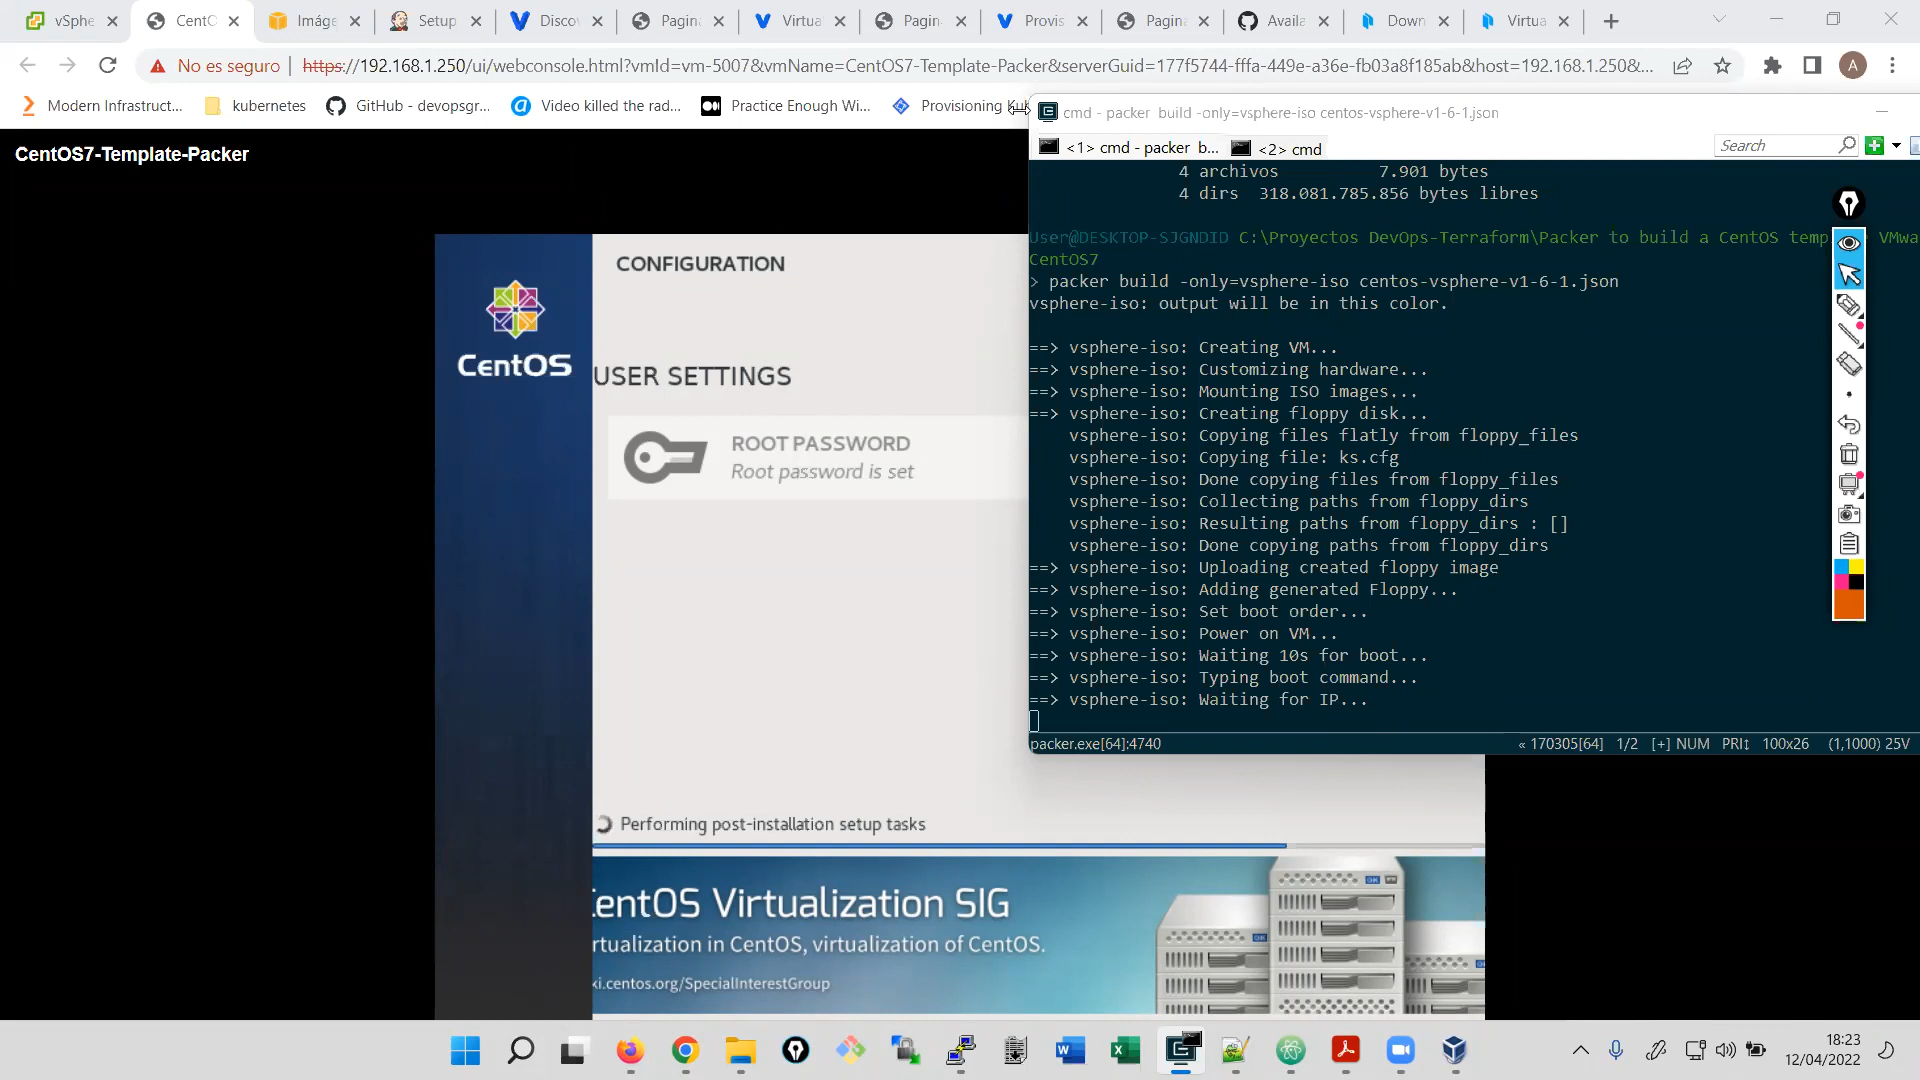 vSphe
CentC
Imáge
Setup
Disco
Pagin
Virtua
Pagin
Provis
Pagin
Availa
Down
Virtua
No es seguro
https://192.168.1.250/ui/webconsole.html?vmId=vm-5007&vmName=CentOS7-Template-Packer&serverGuid=177f5744-fffa-449e-a36e-fb03a8f185ab&host=192.168.1.250&...
A
Modern Infrastruct...
kubernetes
GitHub - devopsgr...
Video killed the rad...
Practice Enough Wi...
Provisioning Kub
CentOS7-Template-Packer
CentOS
CONFIGURATION
USER SETTINGS
ROOT PASSWORD
Root password is set
Performing post-installation setup tasks
CentOS Virtualization SIG
rtualization in CentOS, virtualization of CentOS.
ki.centos.org/SpecialInterestGroup
cmd - packer build -only=vsphere-iso centos-vsphere-v1-6-1.json
<1> cmd - packer b...
<2> cmd
Search
4 archivos 7.901 bytes
4 dirs 318.081.785.856 bytes libres
User@DESKTOP-SJGNDID C:\Proyectos DevOps-Terraform\Packer to build a CentOS temp VMwa
CentOS7
> packer build -only=vsphere-iso centos-vsphere-v1-6-1.json
vsphere-iso: output will be in this color.
==> vsphere-iso: Creating VM...
==> vsphere-iso: Customizing hardware...
==> vsphere-iso: Mounting ISO images...
==> vsphere-iso: Creating floppy disk...
vsphere-iso: Copying files flatly from floppy_files
vsphere-iso: Copying file: ks.cfg
vsphere-iso: Done copying files from floppy_files
vsphere-iso: Collecting paths from floppy_dirs
vsphere-iso: Resulting paths from floppy_dirs : []
vsphere-iso: Done copying paths from floppy_dirs
==> vsphere-iso: Uploading created floppy image
==> vsphere-iso: Adding generated Floppy...
==> vsphere-iso: Set boot order...
==> vsphere-iso: Power on VM...
==> vsphere-iso: Waiting 10s for boot...
==> vsphere-iso: Typing boot command...
==> vsphere-iso: Waiting for IP...
packer.exe[64]:4740
« 170305[64] 1/2 [+] NUM PRI↕ 100x26 (1,1000) 25V
18:23
12/04/2022